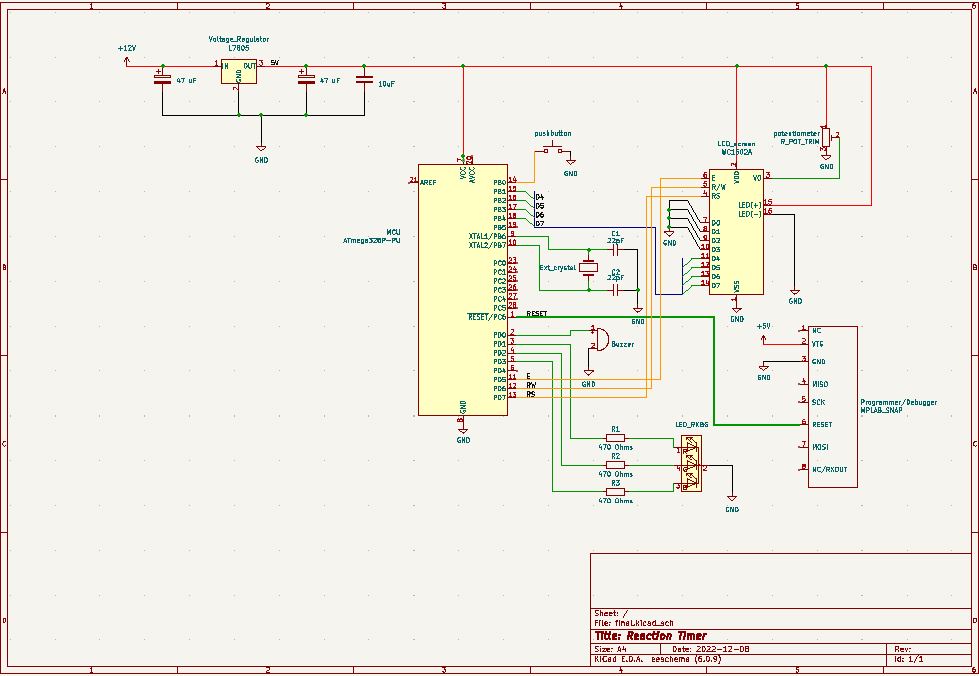 1 2 3 4 5 6
+12V
Voltage_Regulator
L7805
1 IN OUT 3 5V
GND
2
47 uF
47 uF
10uF
GND
pushbutton
GND
potentiometer
R_POT_TRIM
GND
LCD_screen
WC1602A
MCU
ATmega328P-PU
21 AREF
VCC
AVCC
PB0 14
PB1 15
PB2 16
PB3 17
PB4 18
PB5 19
XTAL1/PB6 9
XTAL2/PB7 10
PC0 23
PC1 24
PC2 25
PC3 26
PC4 27
PC5 28
RESET/PC6 1
PD0 2
PD1 3
PD2 4
PD3 5
PD4 6
PD5 11
PD6 12
PD7 13
GND
8
GND
D4
D5
D6
D7
RESET
E
RW
RS
C1
22pF
Ext_crystal
C2
22pF
GND
1
2
Buzzer
GND
6 E
5 R/W
4 RS
VDD
VO 3
LED(+) 15
LED(-) 16
7 D0
8 D1
9 D2
10 D3
11 D4
12 D5
13 D6
14 D7
VSS
GND
GND
GND
R1
470 Ohms
R2
470 Ohms
R3
470 Ohms
LED_RKBG
GND
+5V
GND
1 NC
2 VTG
3 GND
4 MISO
5 SCK
6 RESET
7 MOSI
8 NC/RXOUT
Programmer/Debugger
MPLAB_SNAP
A
B
C
D
Sheet: /
File: final.kicad_sch
Title: Reaction Timer
Size: A4 Date: 2022-12-08 Rev:
KiCad E.D.A. eeschema (6.0.9) Id: 1/1
1 2 3 4 5 6